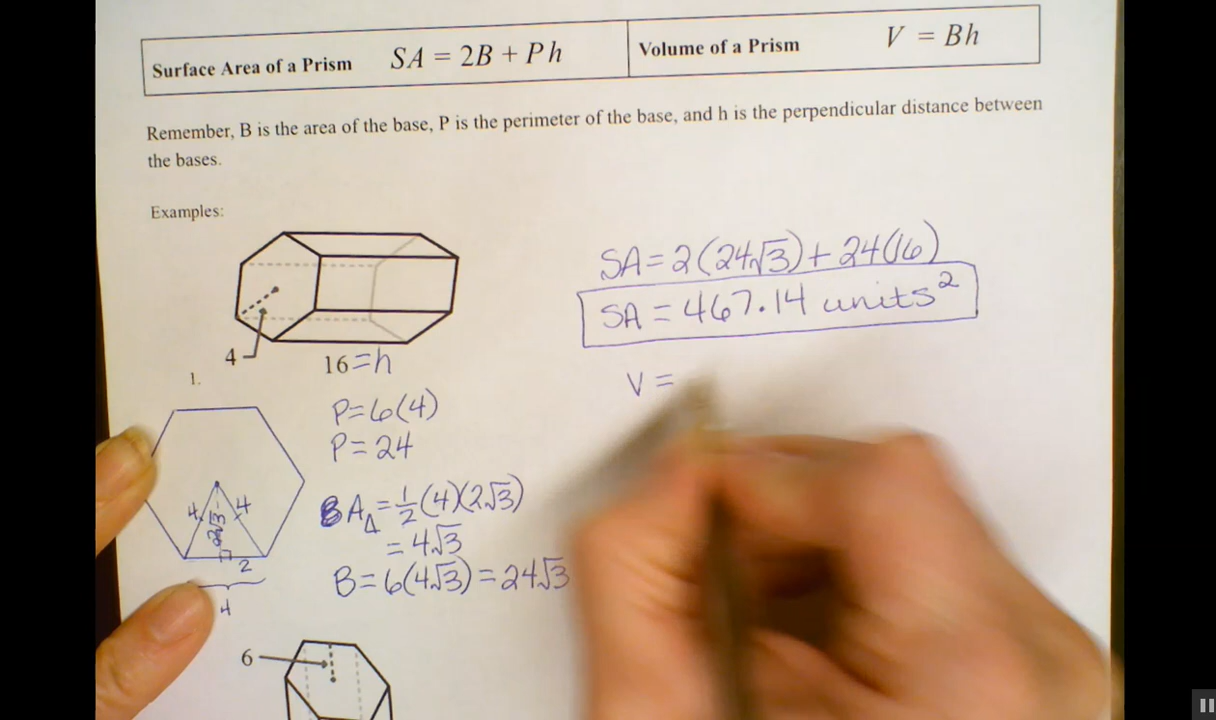 Surface Area of a Prism SA = 2B + Ph Volume of a Prism V = Bh
Remember, B is the area of the base, P is the perimeter of the base, and h is the perpendicular distance between
the bases.
Examples:
4
16=h
1.
P=6(4)
P=24
4 4
2√3
2
4
A△=½(4)(2√3)
=4√3
B=6(4√3)=24√3
SA=2(24√3)+24(16)
SA=467.14 units²
V=
6